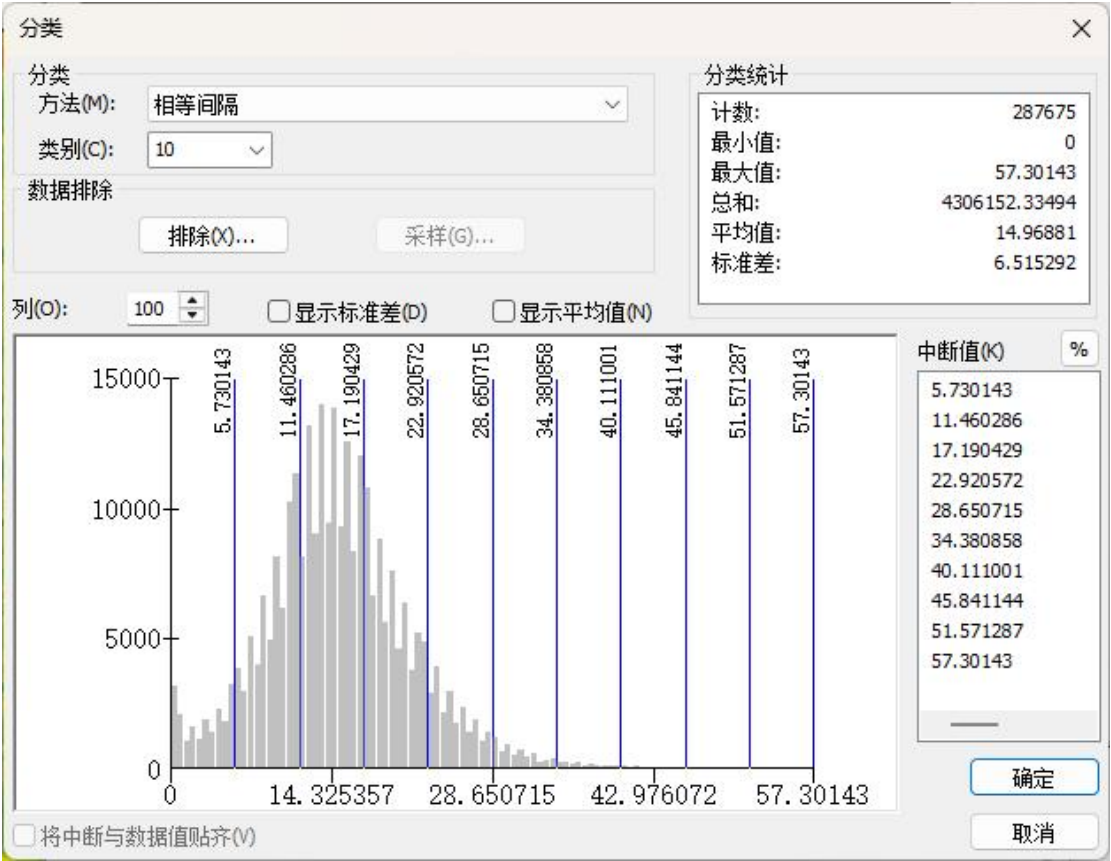 分类
分类
方法(M):
相等间隔
类别(C):
10
数据排除
排除(X)...
采样(G)...
分类统计
计数: 287675
最小值: 0
最大值: 57.30143
总和: 4306152.33494
平均值: 14.96881
标准差: 6.515292
列(O):
100
显示标准差(D)
显示平均值(N)
中断值(K)
%
15000
10000
5000
0
5.730143
11.460286
17.190429
22.920572
28.650715
34.380858
40.111001
45.841144
51.571287
57.30143
0
14.325357
28.650715
42.976072
57.30143
5.730143
11.460286
17.190429
22.920572
28.650715
34.380858
40.111001
45.841144
51.571287
57.30143
确定
取消
将中断与数据值贴齐(V)